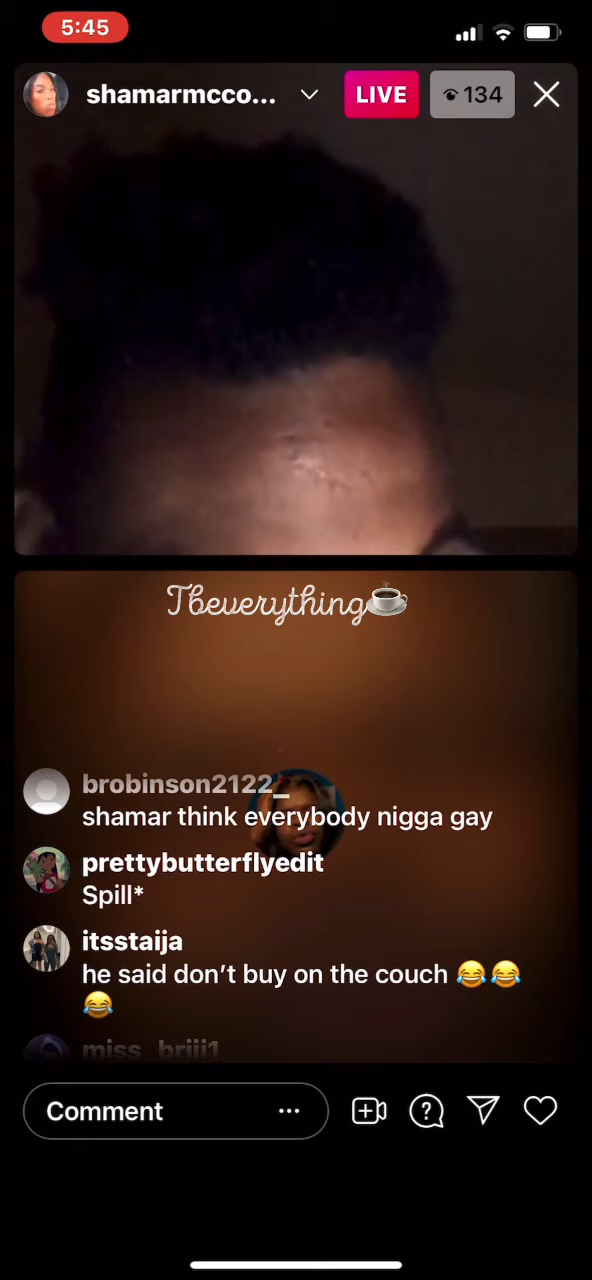 5:45
shamarmcco...
LIVE
134
Tbeverything
brobinson2122_
shamar think everybody nigga gay
prettybutterflyedit
Spill*
itsstaija
he said don’t buy on the couch 😂😂
😂
miss_briii1
Comment